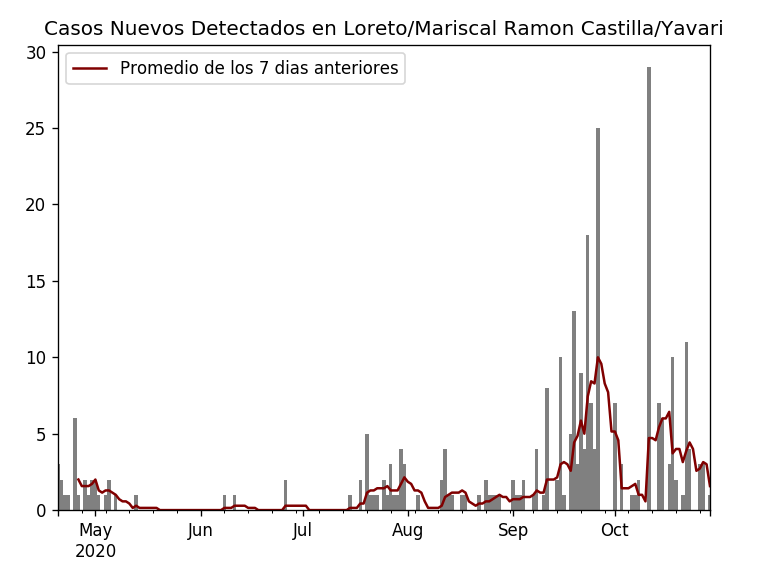 Casos Nuevos Detectados en Loreto/Mariscal Ramon Castilla/Yavari
Promedio de los 7 dias anteriores
30
25
20
15
10
5
0
May Jun Jul Aug Sep Oct
2020